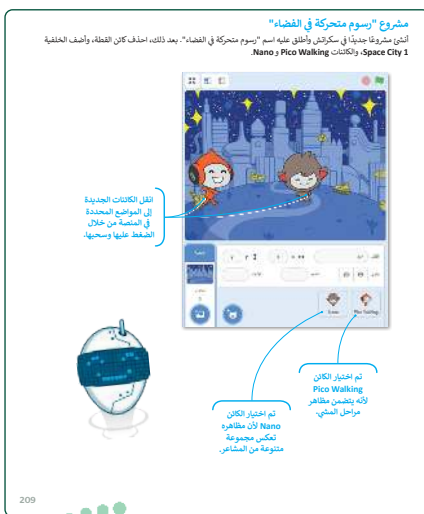 مشروع "رسوم متحركة في الفضاء"
أنشئ مشروعًا جديدًا في سكراتش وأطلق عليه اسم "رسوم متحركة في الفضاء". بعد ذلك، احذف كائن القطة، وأضف الخلفية
Space City 1، والكائنات Pico Walking و Nano.
انقل الكائنات الجديدة
إلى المواضع المحددة
في المنصة من خلال
الضغط عليها وسحبها.
Nano
Pico Walking
تم اختيار الكائن
Pico Walking
لأنه يتضمن مظاهر
مراحل المشي.
تم اختيار الكائن
Nano لأن مظاهره
تعكس مجموعة
متنوعة من المشاعر.
209